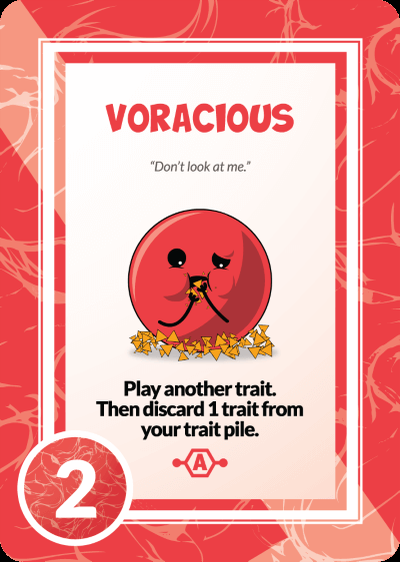 VORACIOUS
“Don’t look at me.”
Play another trait.
Then discard 1 trait from
your trait pile.
A
2